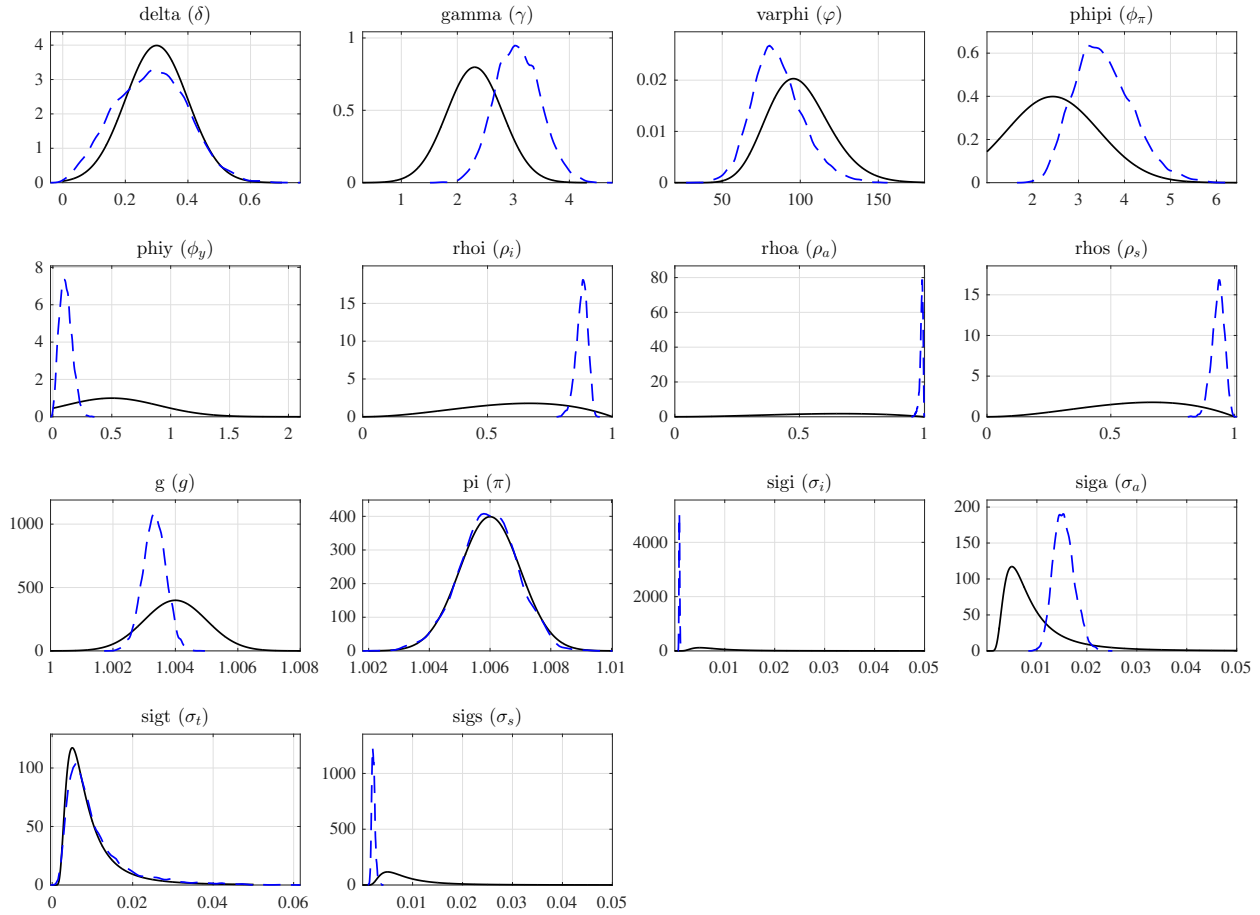 delta (δ) gamma (γ) varphi (φ) phipi (ϕπ)
4 1 0.6
3 0.02
2 0.5 0.4
1 0.01 0.2
0 0 0 0
0 0.2 0.4 0.6 1 2 3 4 50 100 150 2 3 4 5 6
phiy (ϕy) rhoi (ρi) rhoa (ρa) rhos (ρs)
8 80
6 15 60 15
4 10 40 10
2 5 20 5
0 0 0 0
0 0.5 1 1.5 2 0 0.5 1 0 0.5 1 0 0.5 1
g (g) pi (π) sigi (σi) siga (σa)
1000 400 4000 200
300 150
500 200 2000 100
100 50
0 0 0 0
1 1.002 1.004 1.006 1.008 1.002 1.004 1.006 1.008 1.01 0.01 0.02 0.03 0.04 0.05 0.01 0.02 0.03 0.04 0.05
sigt (σt) sigs (σs)
100 1000
50 500
0 0
0 0.02 0.04 0.06 0.01 0.02 0.03 0.04 0.05